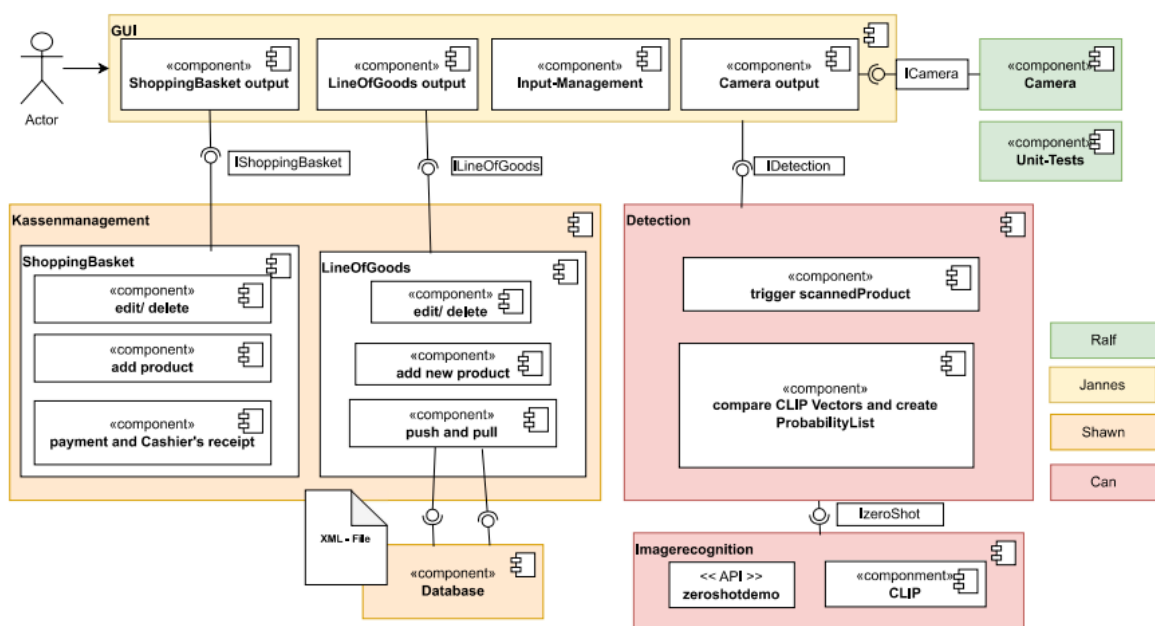 GUI
«component»
ShoppingBasket output
«component»
LineOfGoods output
«component»
Input-Management
«component»
Camera output
ICamera
«component»
Camera
Actor
«component»
Unit-Tests
IShoppingBasket
ILineOfGoods
IDetection
Kassenmanagement
ShoppingBasket
«component»
edit/ delete
«component»
add product
«component»
payment and Cashier's receipt
LineOfGoods
«component»
edit/ delete
«component»
add new product
«component»
push and pull
Detection
«component»
trigger scannedProduct
«component»
compare CLIP Vectors and create
ProbabilityList
Ralf
Jannes
Shawn
Can
XML - File
«component»
Database
IzeroShot
Imagerecognition
<< API >>
zeroshotdemo
«componment»
CLIP